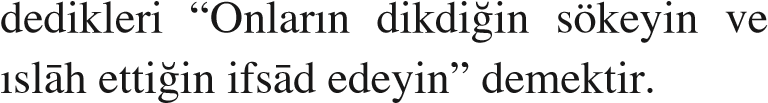 dedikleri “Onların dikdiğin sökeyin ve
ıslāh ettiğin ifsād edeyin” demektir.